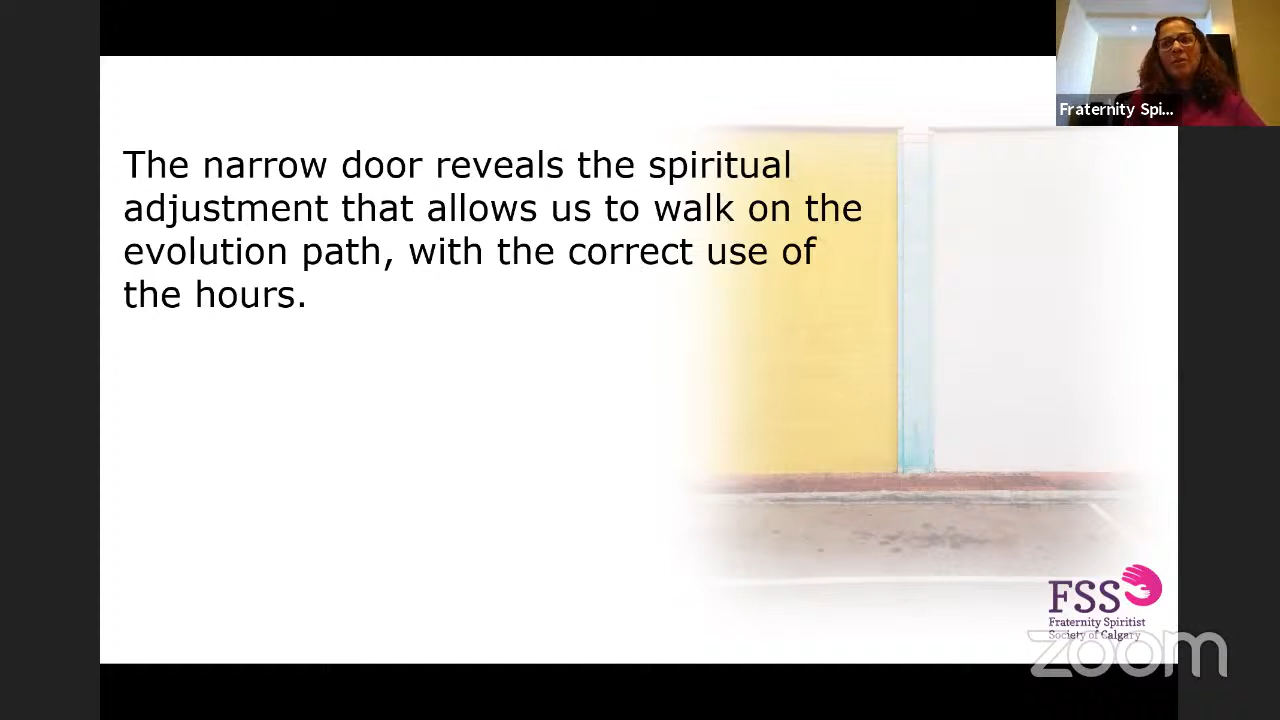 Fraternity Spi...
The narrow door reveals the spiritual
adjustment that allows us to walk on the
evolution path, with the correct use of
the hours.
FSS
Fraternity Spiritist
Society of Calgary
zoom